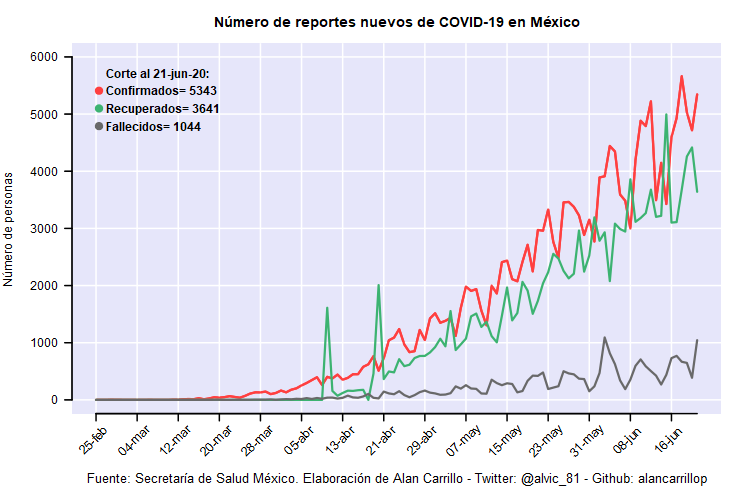 Número de reportes nuevos de COVID-19 en México
6000
5000
4000
3000
2000
1000
0
Número de personas
Corte al 21-jun-20:
Confirmados= 5343
Recuperados= 3641
Fallecidos= 1044
25-feb
04-mar
12-mar
20-mar
28-mar
05-abr
13-abr
21-abr
29-abr
07-may
15-may
23-may
31-may
08-jun
16-jun
Fuente: Secretaría de Salud México. Elaboración de Alan Carrillo - Twitter: @alvic_81 - Github: alancarrillop